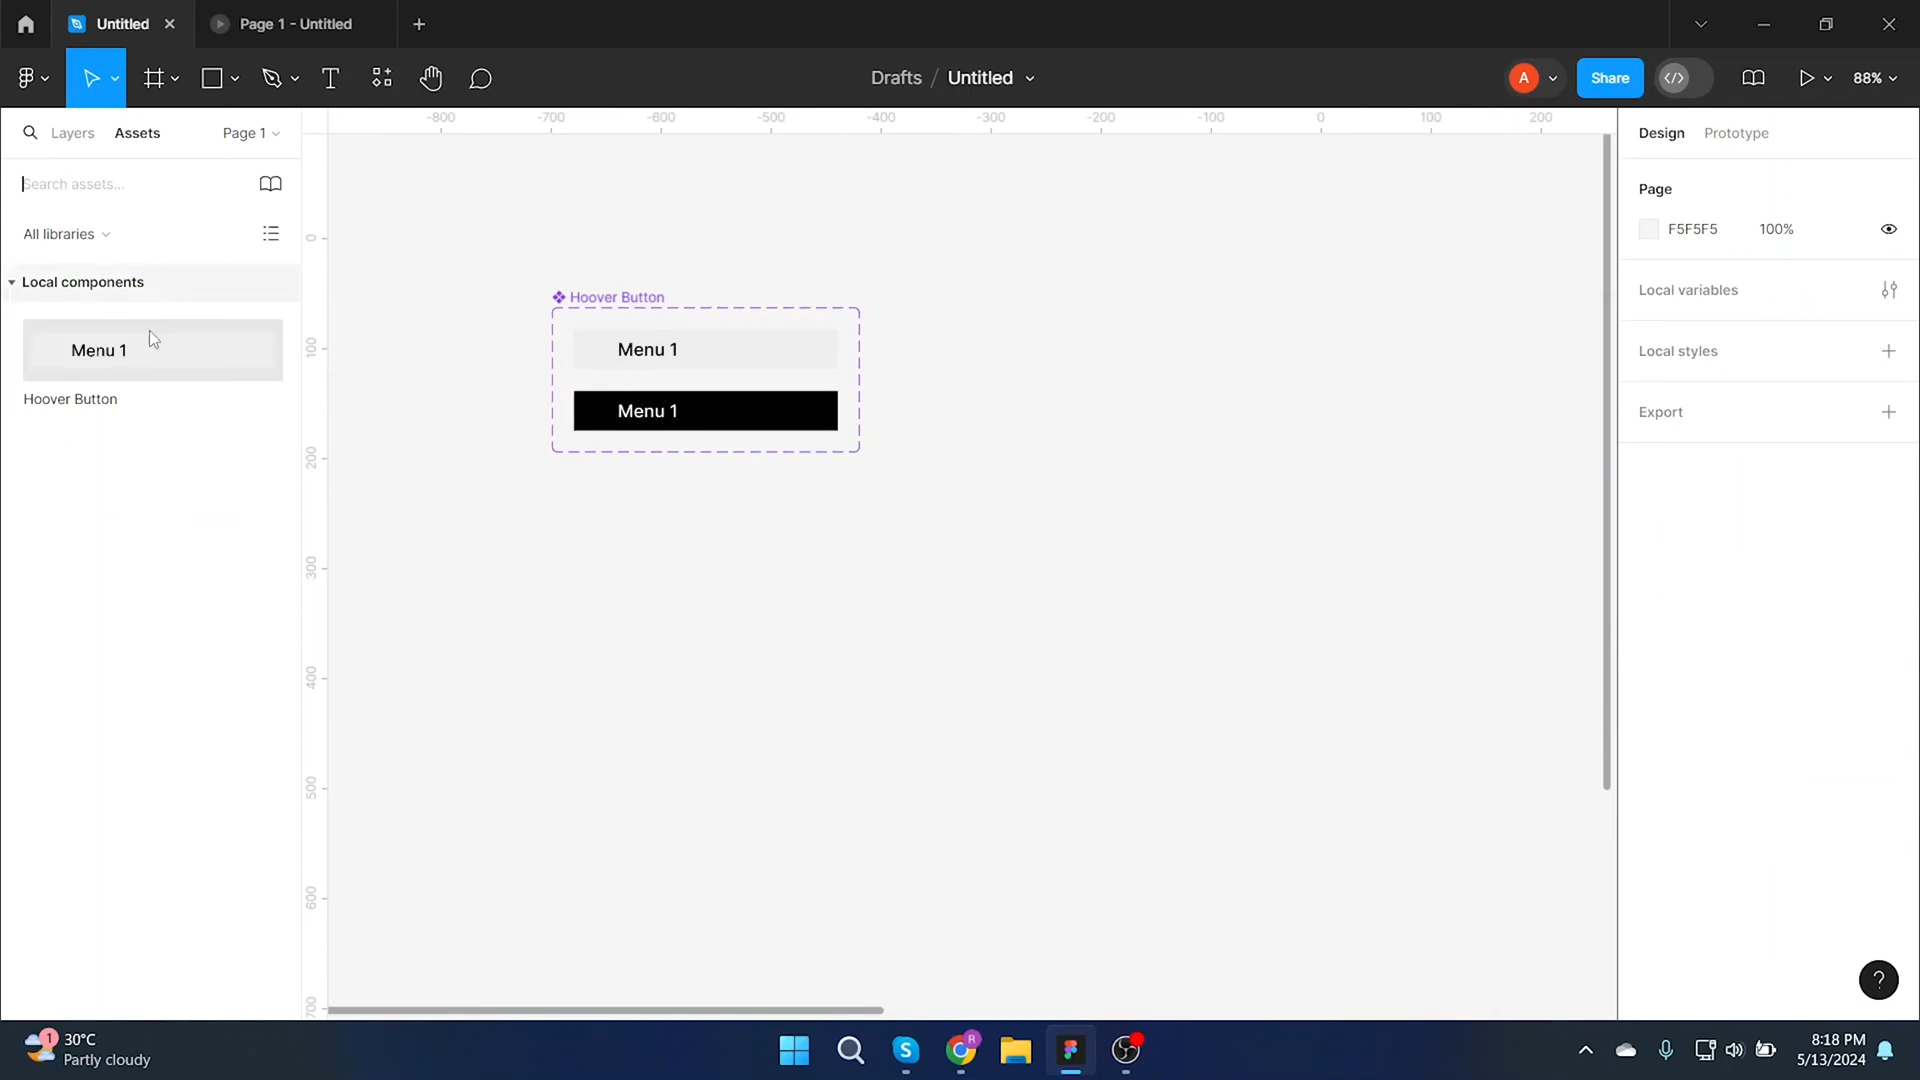 Untitled
Page 1 - Untitled
Drafts / Untitled
A
Share
88%
Layers
Assets
Page 1
-800
-700
-600
-500
-400
-300
-200
-100
0
100
200
Design
Prototype
Search assets...
Page
F5F5F5
100%
All libraries
0
Local components
Local variables
Hoover Button
Menu 1
Menu 1
100
Local styles
Hoover Button
Menu 1
Export
200
300
400
500
600
700
?
1
30°C
Partly cloudy
S
R
8:18 PM
5/13/2024